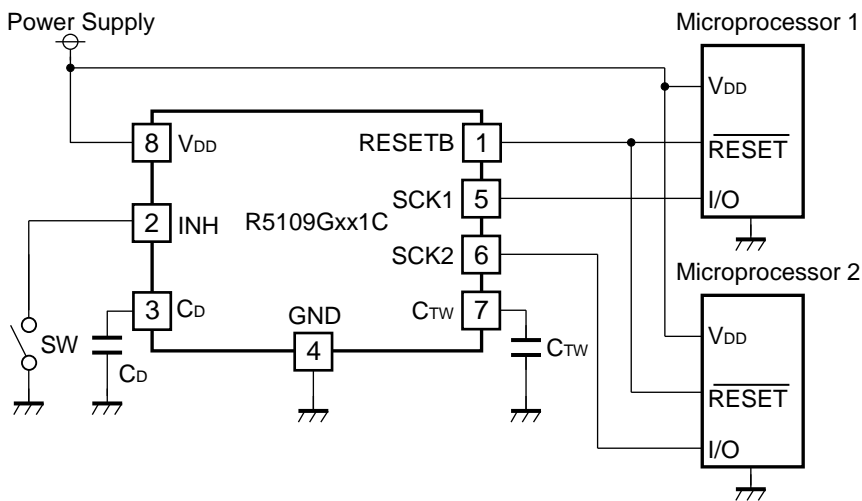 Power Supply
Microprocessor 1
VDD
8
VDD
RESETB
1
RESET
SCK1
5
I/O
2
INH
R5109Gxx1C
SCK2
6
Microprocessor 2
3
CD
GND
CTW
7
VDD
SW
CD
4
CTW
RESET
I/O